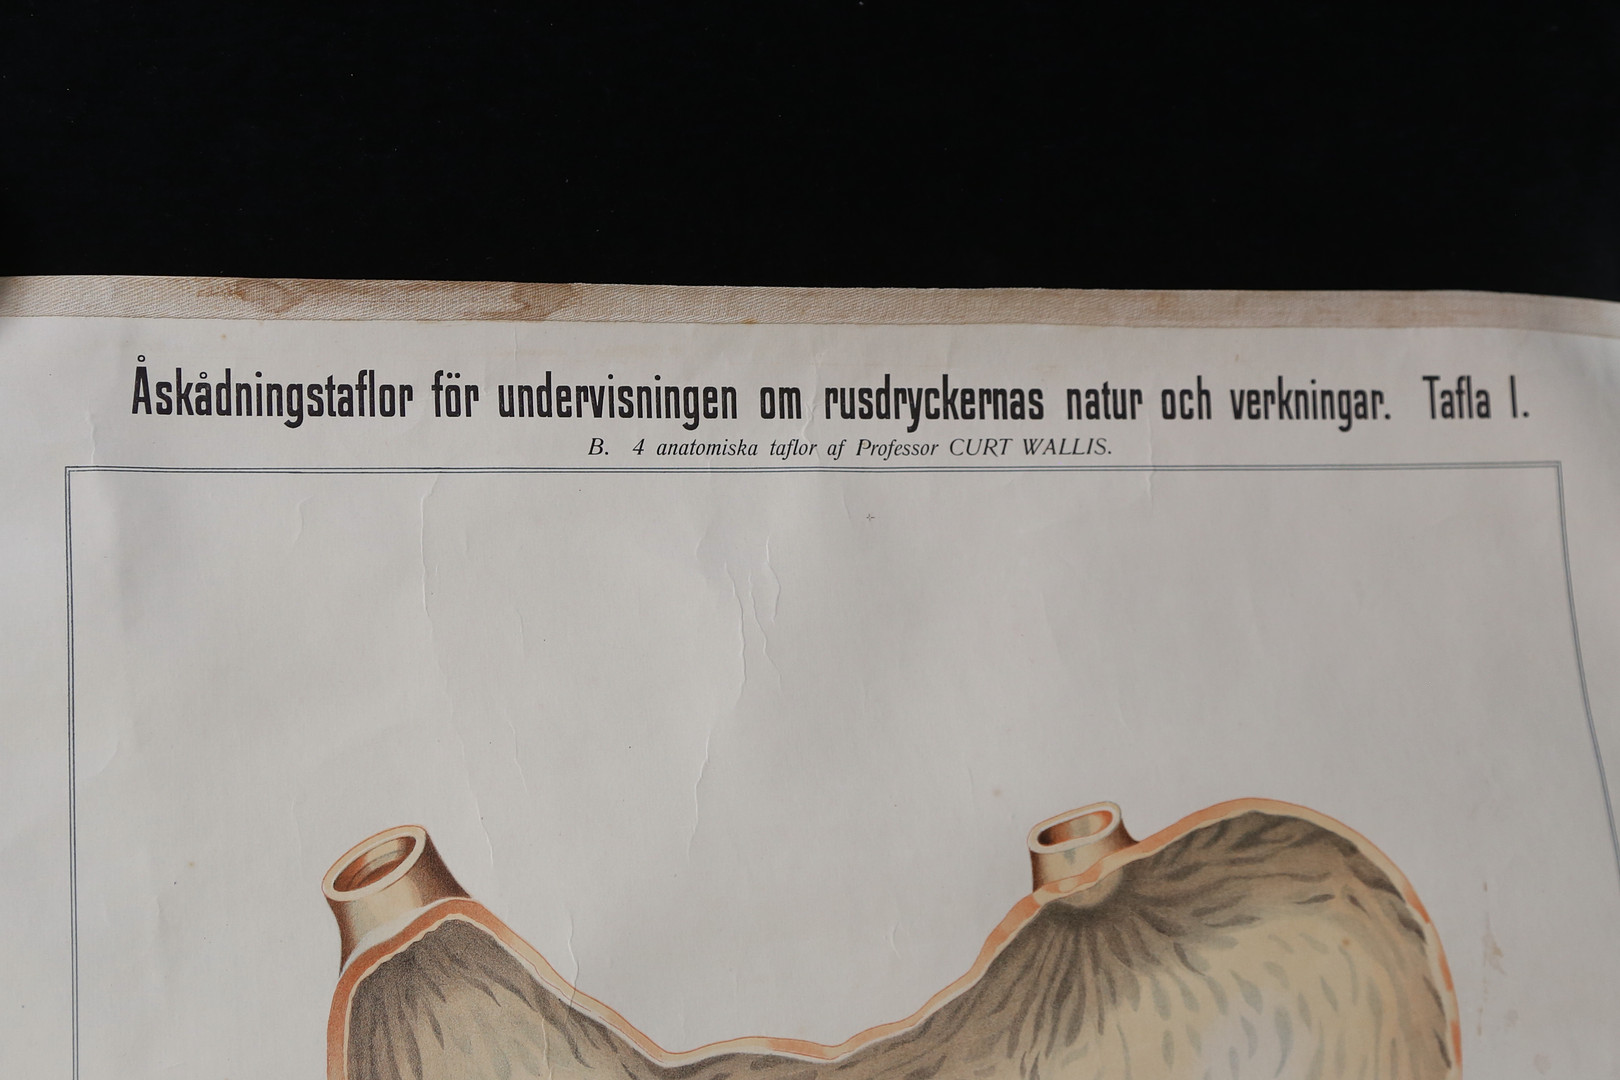 Åskådningstaflor för undervisningen om rusdryckernas natur och verkningar. Tafla I.
B. 4 anatomiska taflor af Professor CURT WALLIS.